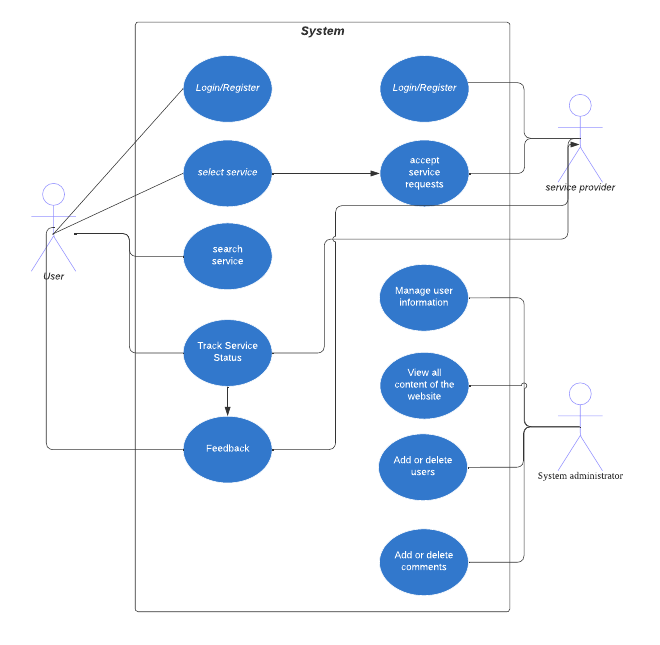 System
Login/Register
Login/Register
select service
accept
service
requests
service provider
search
service
User
Manage user
information
Track Service
Status
View all
content of the
website
Feedback
Add or delete
users
System administrator
Add or delete
comments